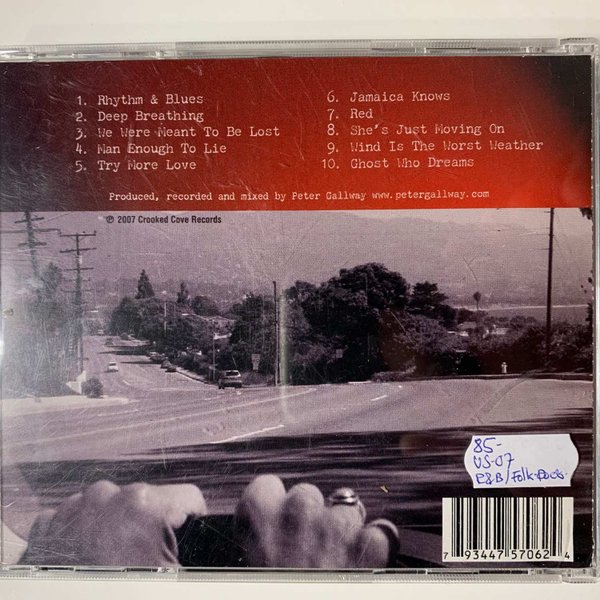 1. Rhythm & Blues
2. Deep Breathing
3. We Were Meant To Be Lost
4. Man Enough To Lie
5. Try More Love
6. Jamaica Knows
7. Red
8. She's Just Moving On
9. Wind Is The Worst Weather
10. Ghost Who Dreams
Produced, recorded and mixed by Peter Gallway www.petergallway.com
℗ 2007 Crooked Cove Records
85-
US-07
R&B/Folk-
7 93447 57062 4